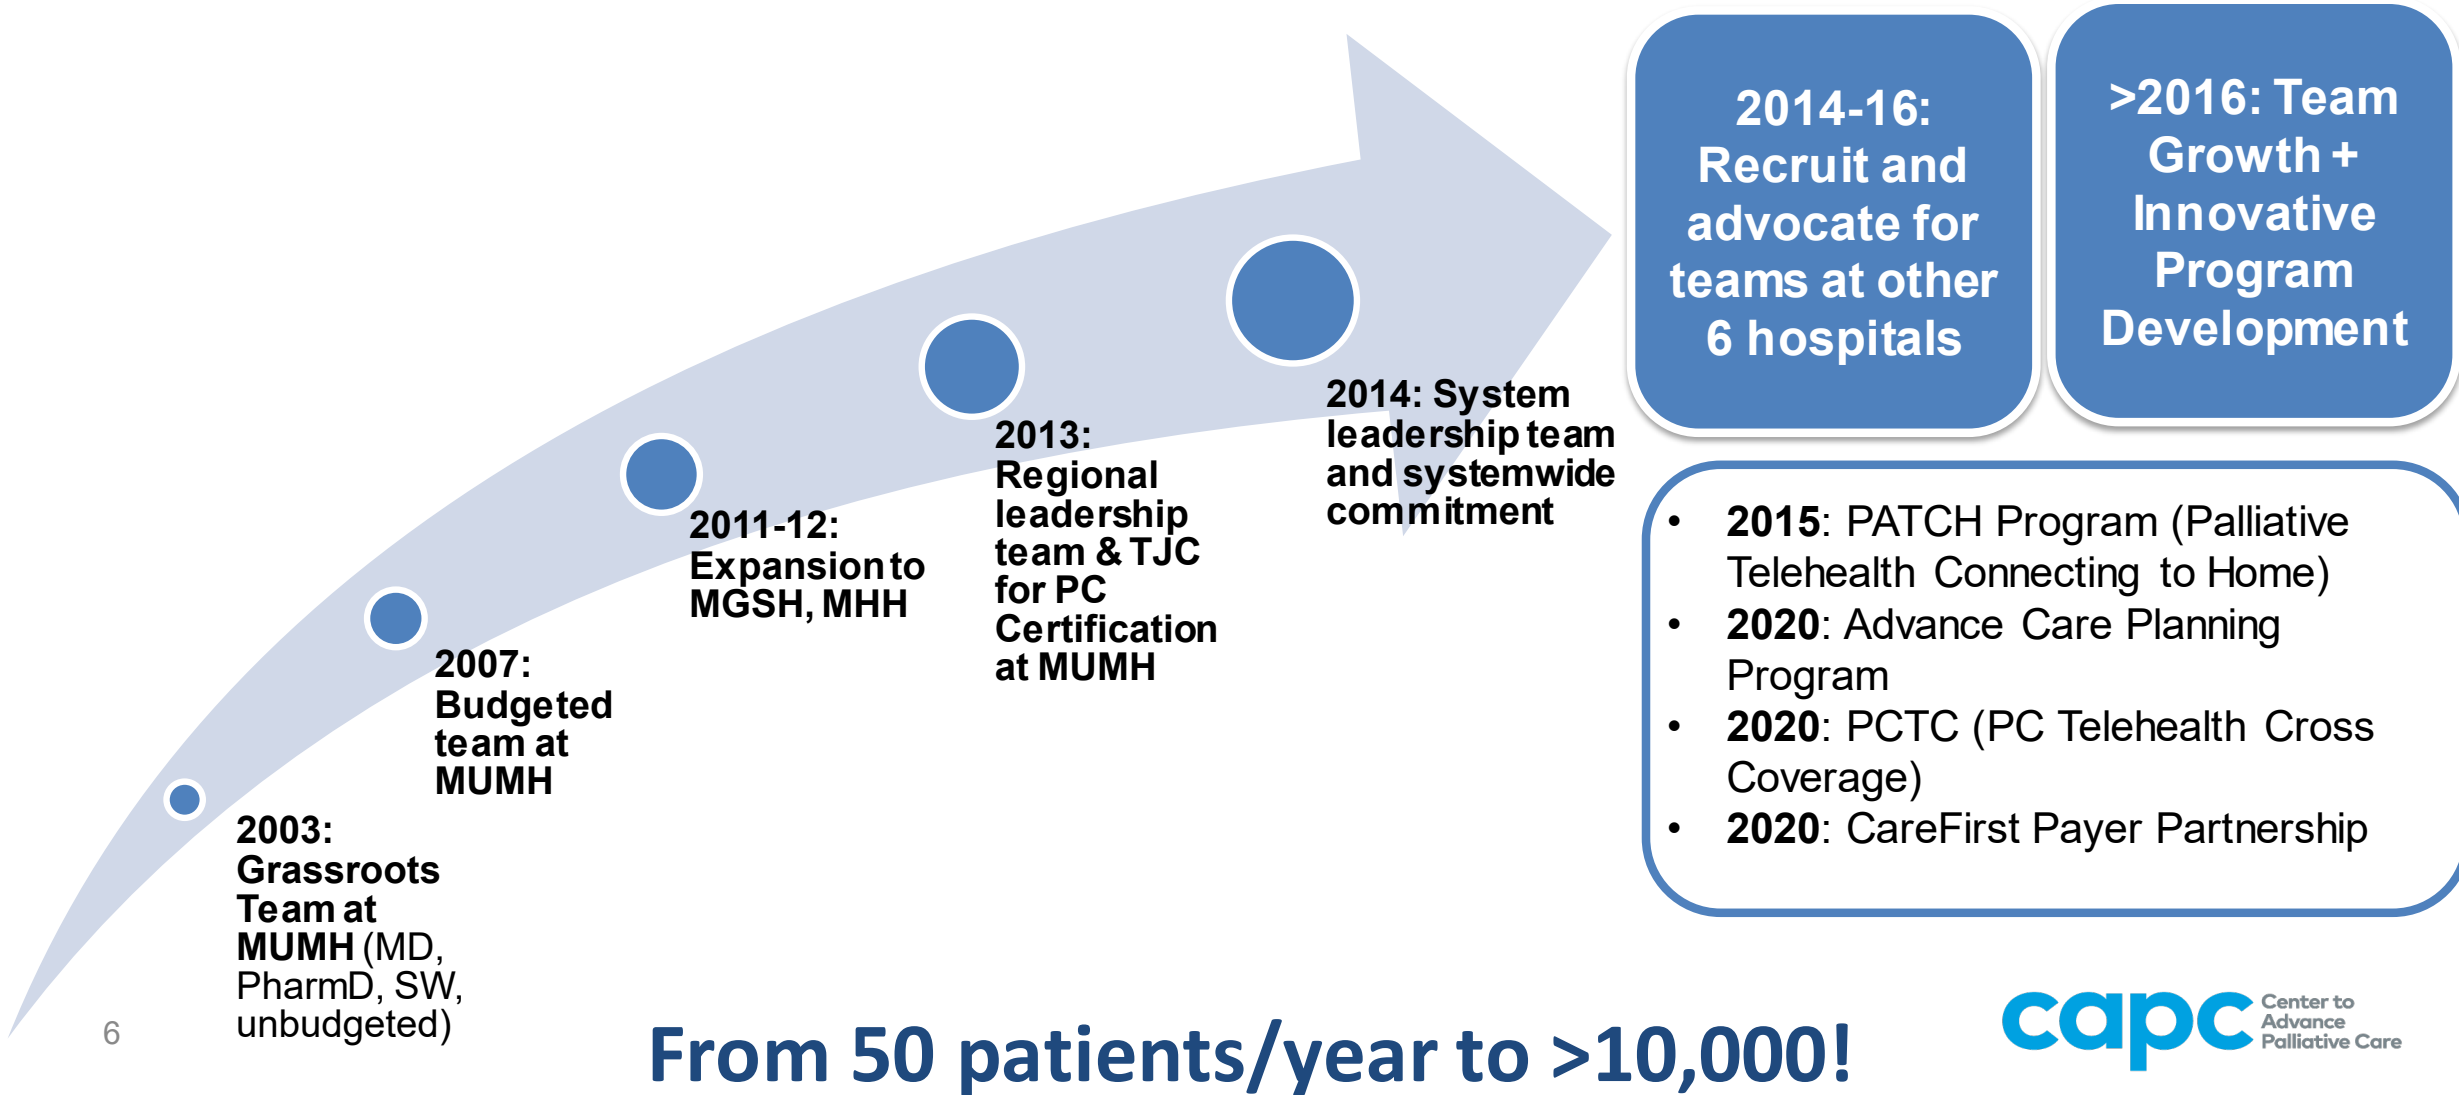 2003:
Grassroots
Team at
MUMH (MD,
PharmD, SW,
unbudgeted)
2007:
Budgeted
team at
MUMH
2011-12:
Expansion to
MGSH, MHH
2013:
Regional
leadership
team & TJC
for PC
Certification
at MUMH
2014: System
leadership team
and systemwide
commitment
2014-16:
Recruit and
advocate for
teams at other
6 hospitals
>2016: Team
Growth +
Innovative
Program
Development
• 2015: PATCH Program (Palliative
Telehealth Connecting to Home)
• 2020: Advance Care Planning
Program
• 2020: PCTC (PC Telehealth Cross
Coverage)
• 2020: CareFirst Payer Partnership
6
From 50 patients/year to >10,000!
capc
Center to
Advance
Palliative Care